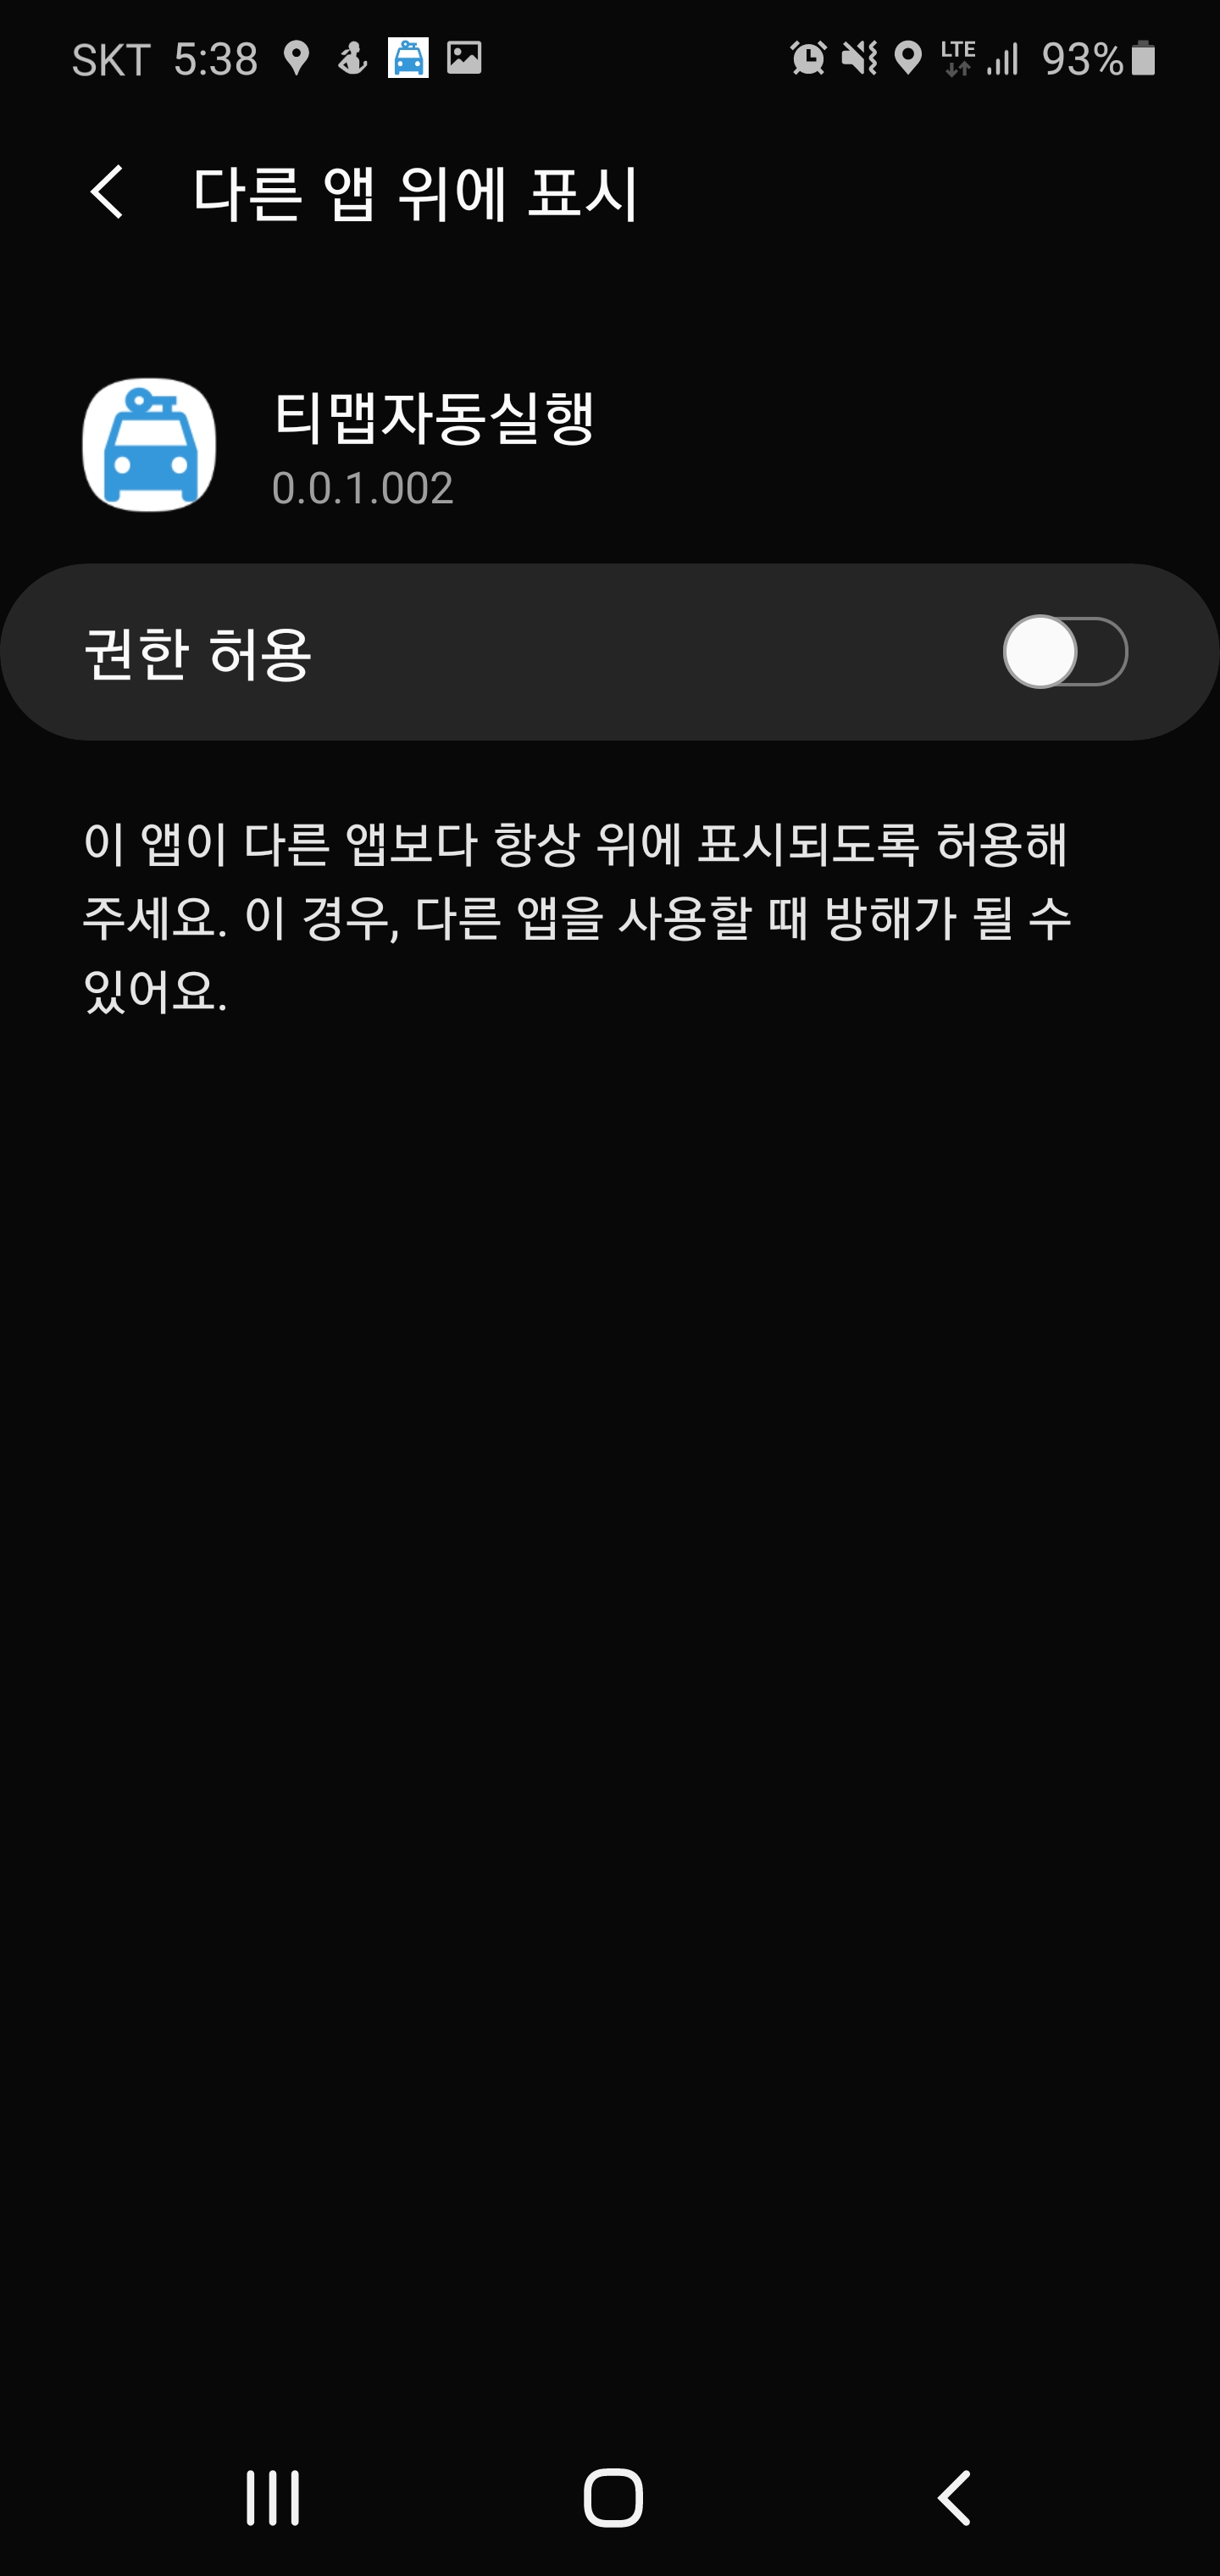 SKT 5:38 LTE 93%
다른 앱 위에 표시
티맵자동실행
0.0.1.002
권한 허용
이 앱이 다른 앱보다 항상 위에 표시되도록 허용해
주세요. 이 경우, 다른 앱을 사용할 때 방해가 될 수
있어요.